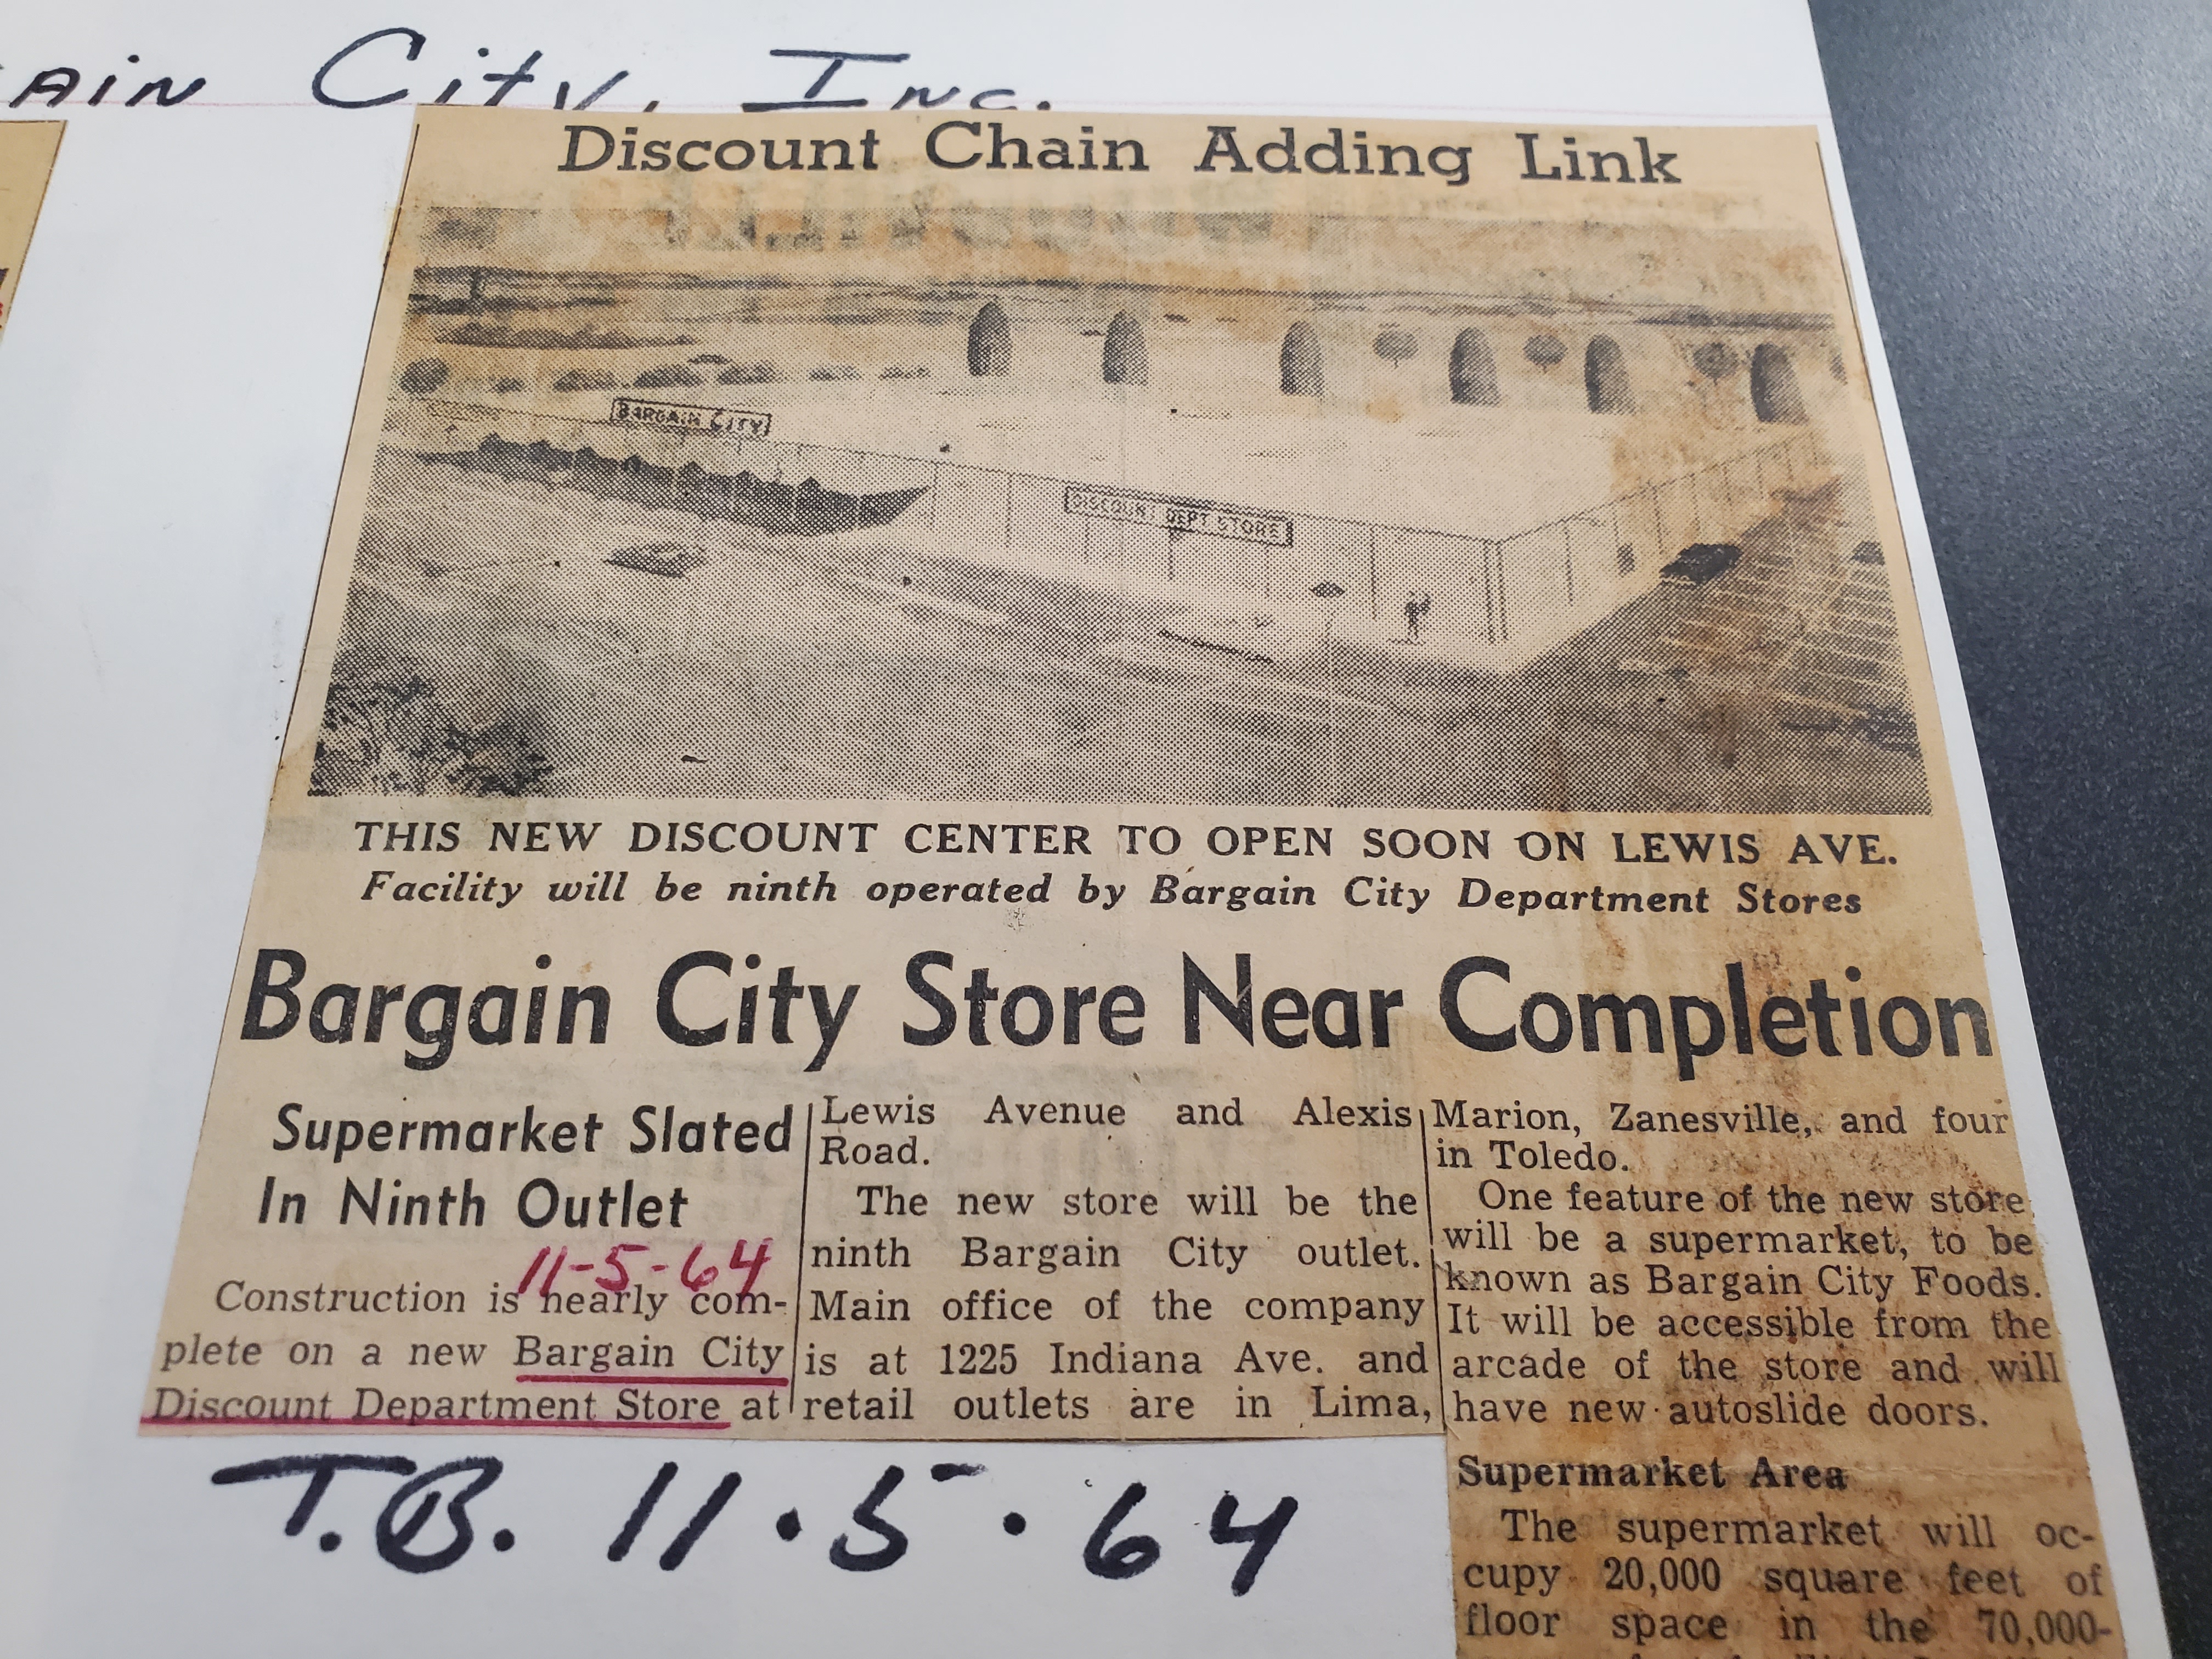 ain City, Inc.
Discount Chain Adding Link
BARGAIN CITY
DISCOUNT DEPT. STORE
THIS NEW DISCOUNT CENTER TO OPEN SOON ON LEWIS AVE.
Facility will be ninth operated by Bargain City Department Stores
Bargain City Store Near Completion
Supermarket Slated
In Ninth Outlet
11-5-64
Construction is nearly com-
plete on a new Bargain City
Discount Department Store at
Lewis Avenue and Alexis
Road.
The new store will be the
ninth Bargain City outlet.
Main office of the company
is at 1225 Indiana Ave. and
retail outlets are in Lima,
Marion, Zanesville, and four
in Toledo.
One feature of the new store
will be a supermarket, to be
known as Bargain City Foods.
It will be accessible from the
arcade of the store and will
have new autoslide doors.
Supermarket Area
The supermarket will oc-
cupy 20,000 square feet of
floor space in the 70,000-
T.B. 11·5·64